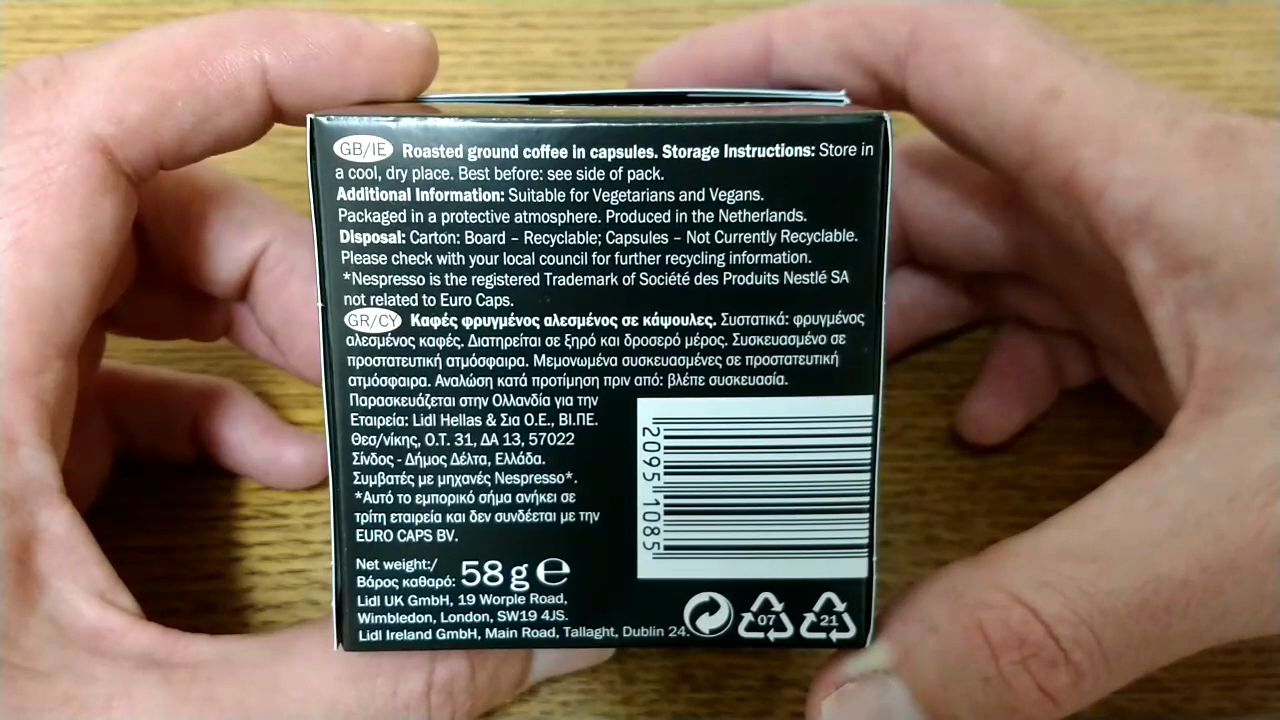 GB/IE Roasted ground coffee in capsules. Storage Instructions: Store in
a cool, dry place. Best before: see side of pack.
Additional Information: Suitable for Vegetarians and Vegans.
Packaged in a protective atmosphere. Produced in the Netherlands.
Disposal: Carton: Board – Recyclable; Capsules – Not Currently Recyclable.
Please check with your local council for further recycling information.
*Nespresso is the registered Trademark of Société des Produits Nestlé SA
not related to Euro Caps.
GR/CY Καφές φρυγμένος αλεσμένος σε κάψουλες. Συστατικά: φρυγμένος
αλεσμένος καφές. Διατηρείται σε ξηρό και δροσερό μέρος. Συσκευασμένο σε
προστατευτική ατμόσφαιρα. Μεμονωμένα συσκευασμένες σε προστατευτική
ατμόσφαιρα. Αναλώση κατά προτίμηση πριν από: βλέπε συσκευασία.
Παρασκευάζεται στην Ολλανδία για την
Εταιρεία: Lidl Hellas & Σια Ο.Ε., ΒΙ.ΠΕ.
Θεσ/νίκης, Ο.Τ. 31, ΔΑ 13, 57022
Σίνδος - Δήμος Δέλτα, Ελλάδα.
Συμβατές με μηχανές Nespresso*.
*Αυτό το εμπορικό σήμα ανήκει σε
τρίτη εταιρεία και δεν συνδέεται με την
EURO CAPS BV.
2095 1085
Net weight:/
Βάρος καθαρό: 58 g e
Lidl UK GmbH, 19 Worple Road,
Wimbledon, London, SW19 4JS.
Lidl Ireland GmbH, Main Road, Tallaght, Dublin 24.
07
21